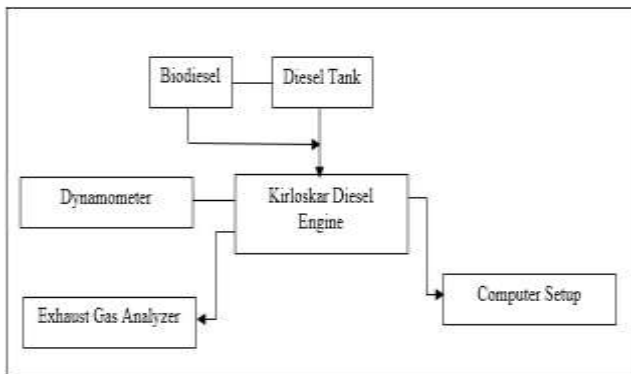 Biodiesel
Diesel Tank
Dynamometer
Kirloskar Diesel
Engine
Exhaust Gas Analyzer
Computer Setup